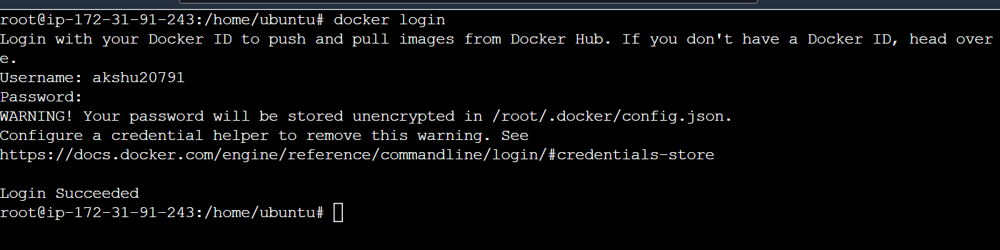 root@ip-172-31-91-243:/home/ubuntu# docker login
Login with your Docker ID to push and pull images from Docker Hub. If you don't have a Docker ID, head over
e.
Username: akshu20791
Password:
WARNING! Your password will be stored unencrypted in /root/.docker/config.json.
Configure a credential helper to remove this warning. See
https://docs.docker.com/engine/reference/commandline/login/#credentials-store
Login Succeeded
root@ip-172-31-91-243:/home/ubuntu#